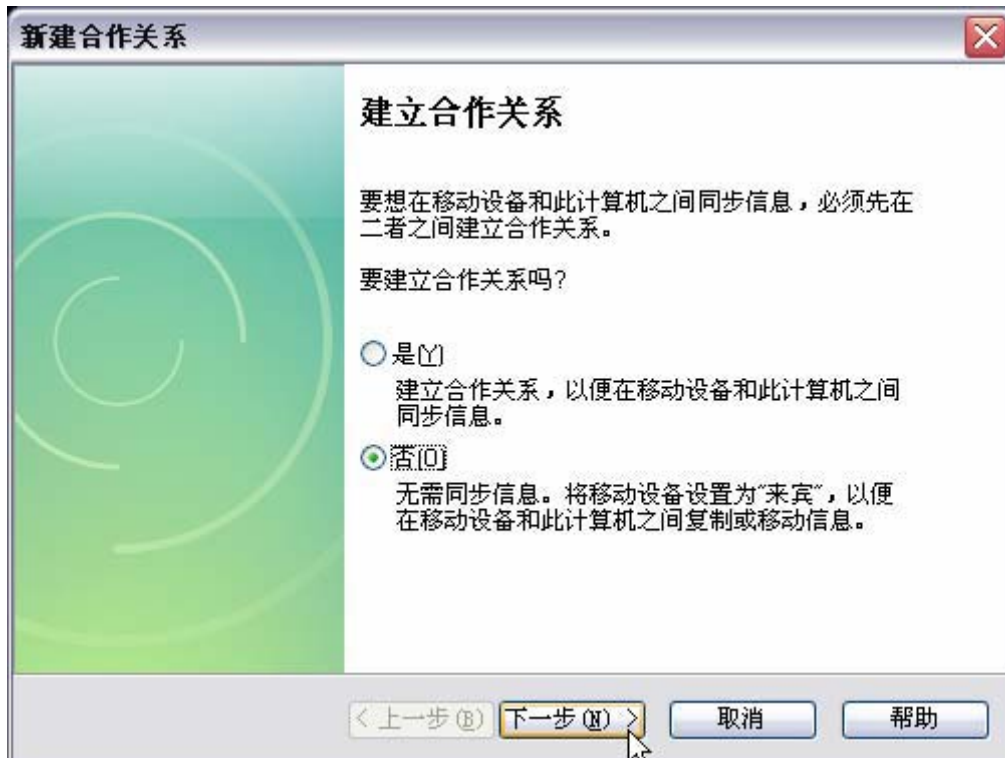 新建合作关系
建立合作关系
要想在移动设备和此计算机之间同步信息，必须先在
二者之间建立合作关系。
要建立合作关系吗?
是(Y)
建立合作关系，以便在移动设备和此计算机之间
同步信息。
否(O)
无需同步信息。将移动设备设置为"来宾"，以便
在移动设备和此计算机之间复制或移动信息。
< 上一步(B) 下一步(N) > 取消 帮助